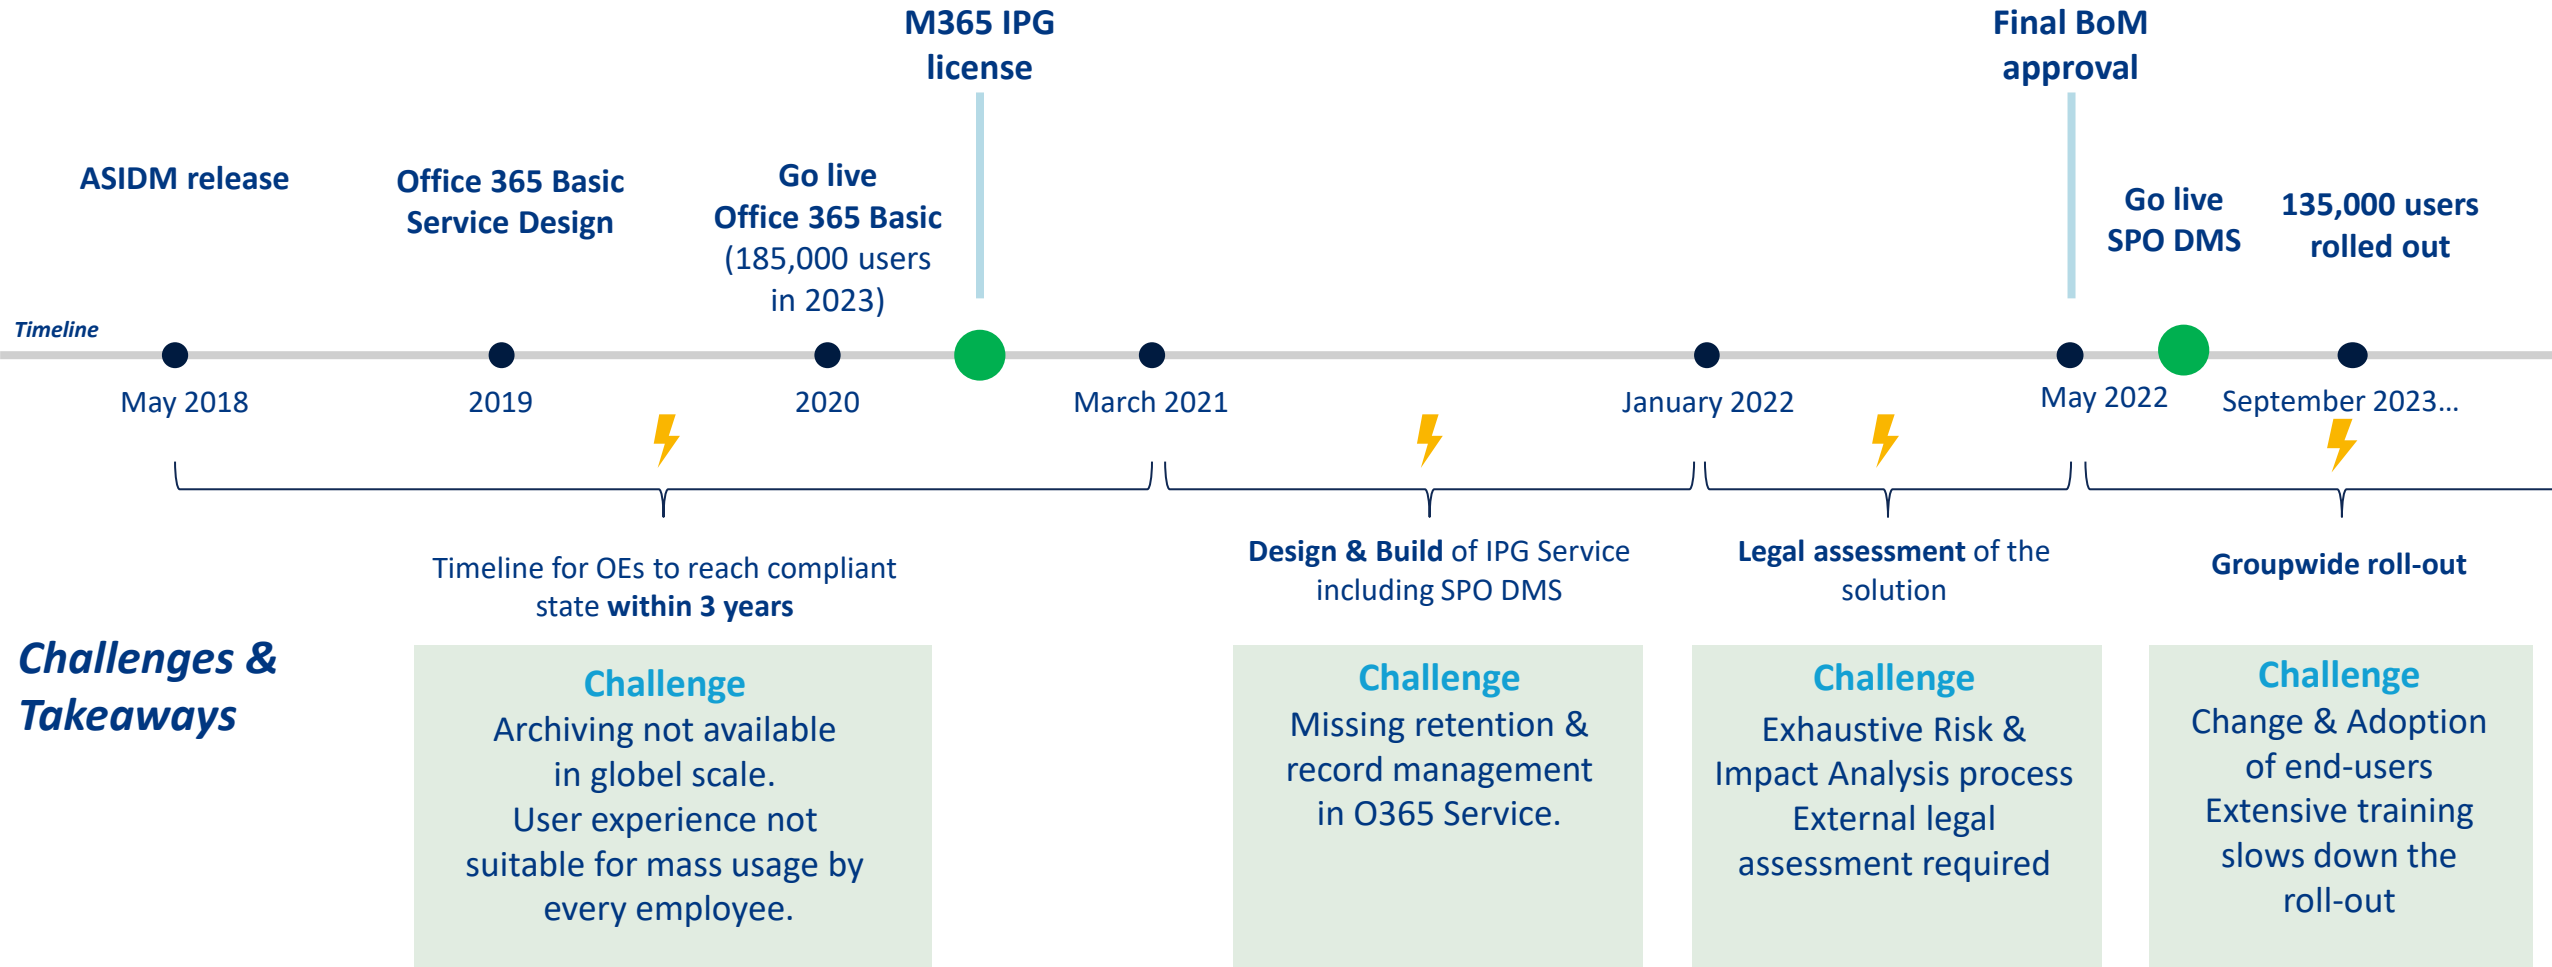 M365 IPG
license
Final BoM
approval
ASIDM release
Office 365 Basic
Service Design
Go live
Office 365 Basic
(185,000 users
in 2023)
Go live
SPO DMS
135,000 users
rolled out
Timeline
May 2018
2019
2020
March 2021
January 2022
May 2022
September 2023...
Timeline for OEs to reach compliant
state within 3 years
Design & Build of IPG Service
including SPO DMS
Legal assessment of the
solution
Groupwide roll-out
Challenges &
Takeaways
Challenge
Archiving not available
in globel scale.
User experience not
suitable for mass usage by
every employee.
Challenge
Missing retention &
record management
in O365 Service.
Challenge
Exhaustive Risk &
Impact Analysis process
External legal
assessment required
Challenge
Change & Adoption
of end-users
Extensive training
slows down the
roll-out